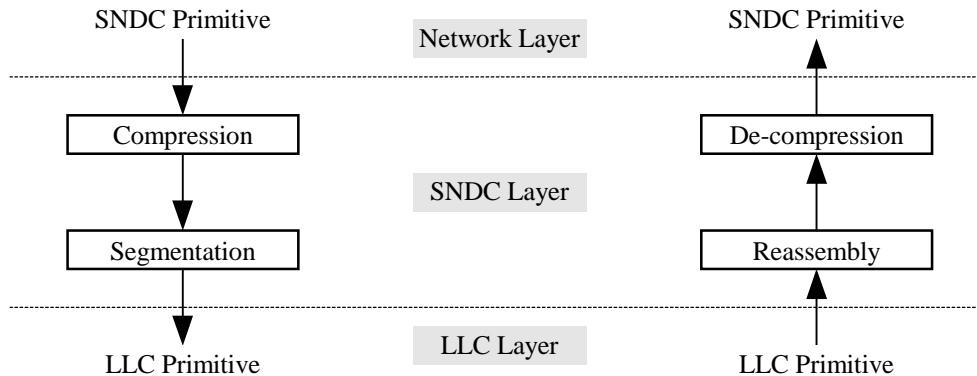 SNDC Primitive
Network Layer
SNDC Primitive
Compression
De-compression
SNDC Layer
Segmentation
Reassembly
LLC Primitive
LLC Layer
LLC Primitive